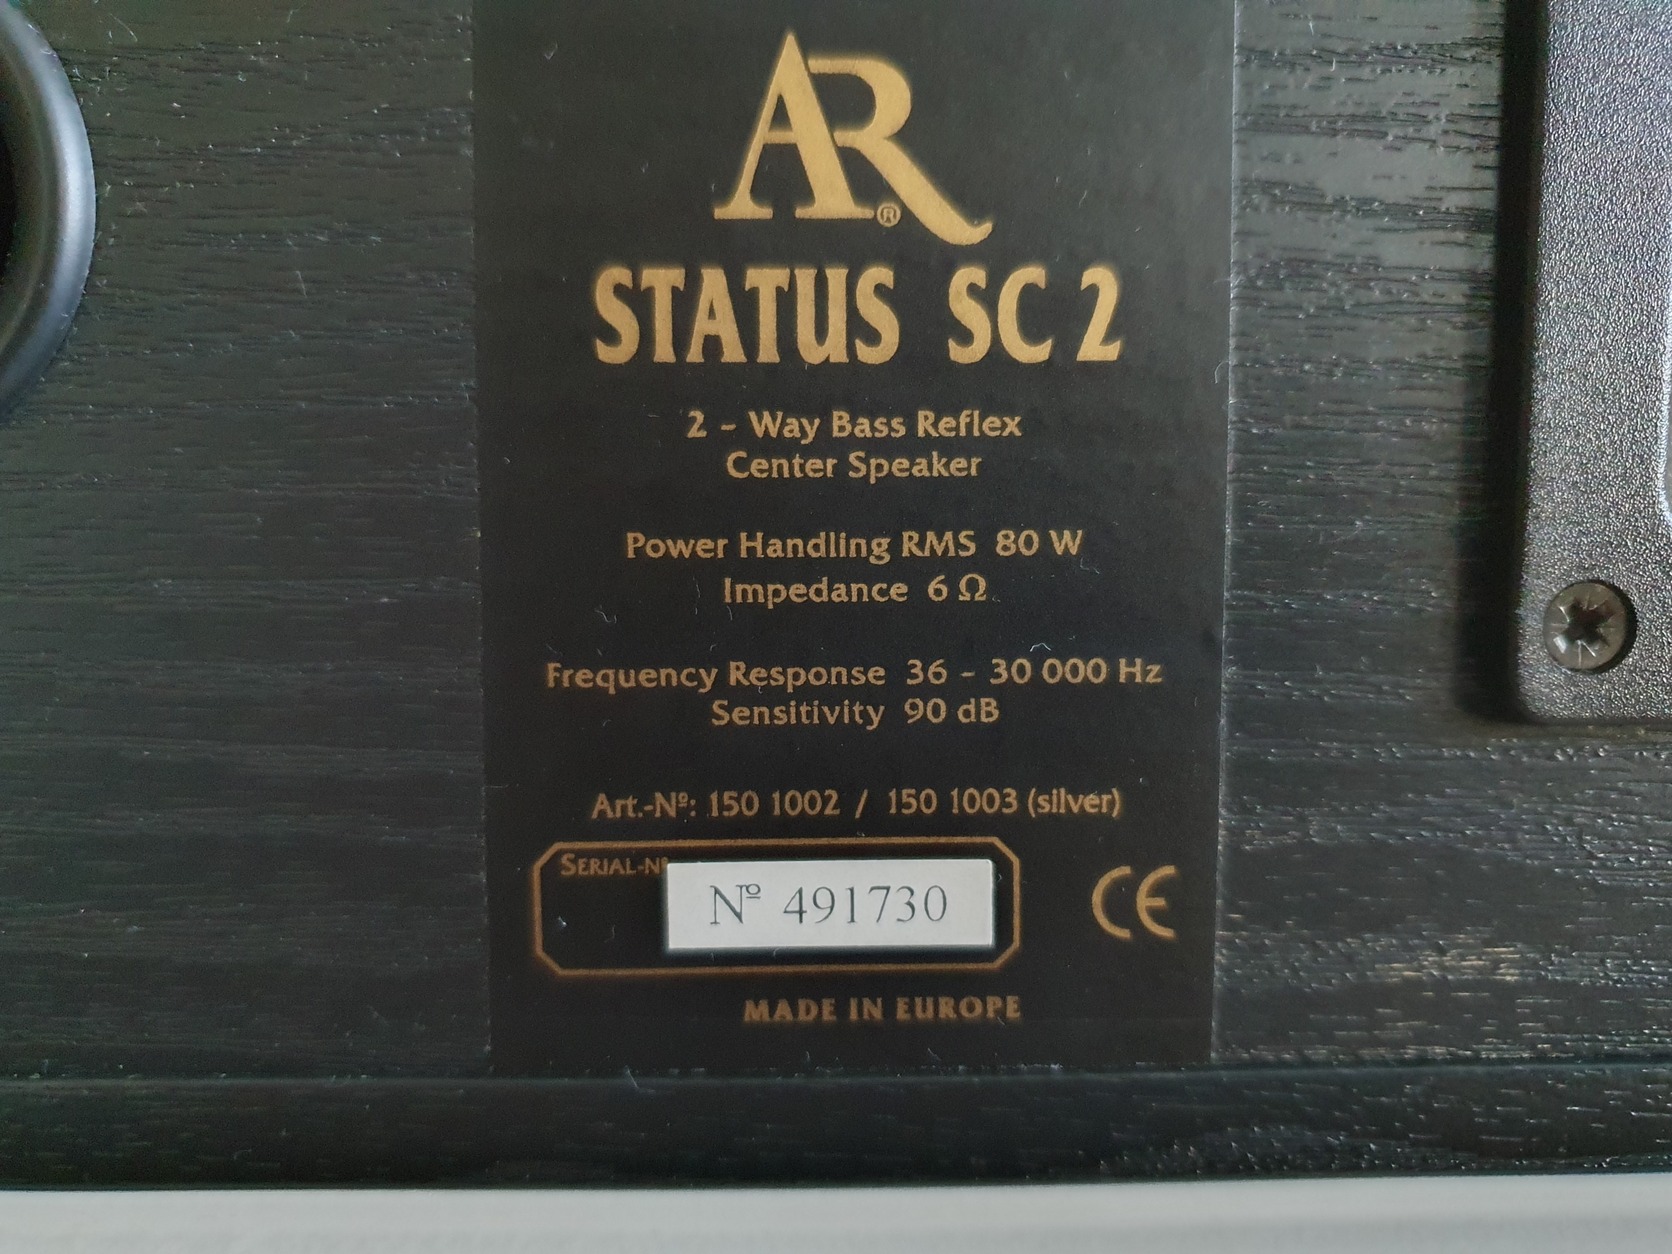 AR®
STATUS SC 2
2 - Way Bass Reflex
Center Speaker
Power Handling RMS 80 W
Impedance 6 Ω
Frequency Response 36 - 30 000 Hz
Sensitivity 90 dB
Art.-Nº: 150 1002 / 150 1003 (silver)
SERIAL-Nº
Nº 491730
CE
MADE IN EUROPE